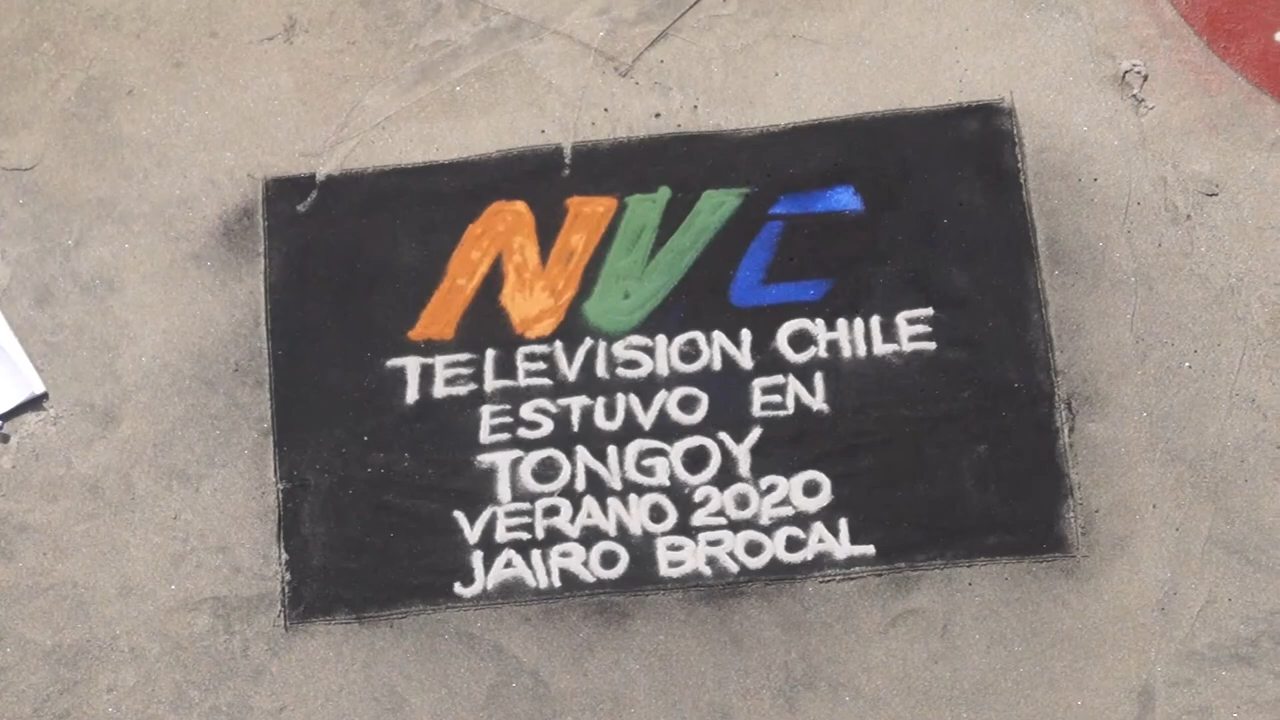 NVC
TELEVISION CHILE
ESTUVO EN
TONGOY
VERANO 2020
JAIRO BROCAL